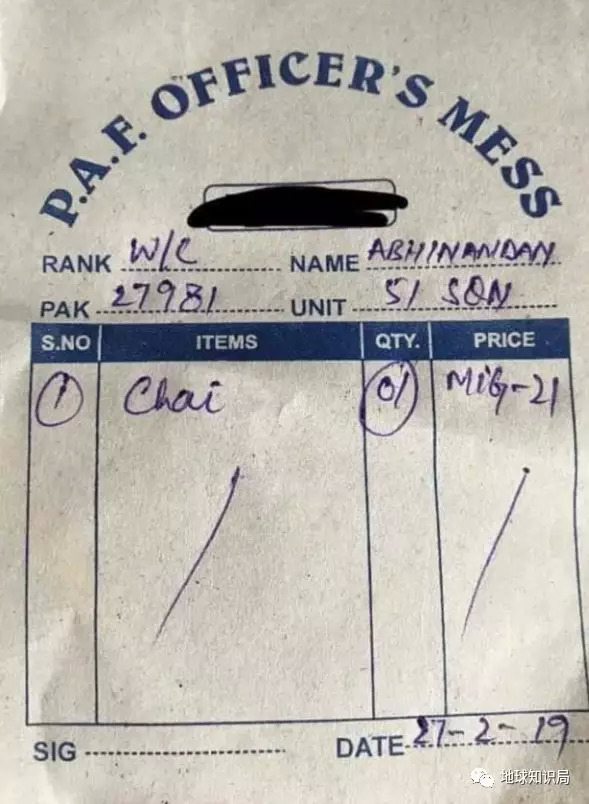 P.A.F. OFFICER'S MESS
RANK W/C NAME ABHINANDAN
PAK 27981 UNIT 51 SQN
S.NO ITEMS QTY. PRICE
1 Chai 01 MiG-21
SIG DATE 27-2-19
地球知识局